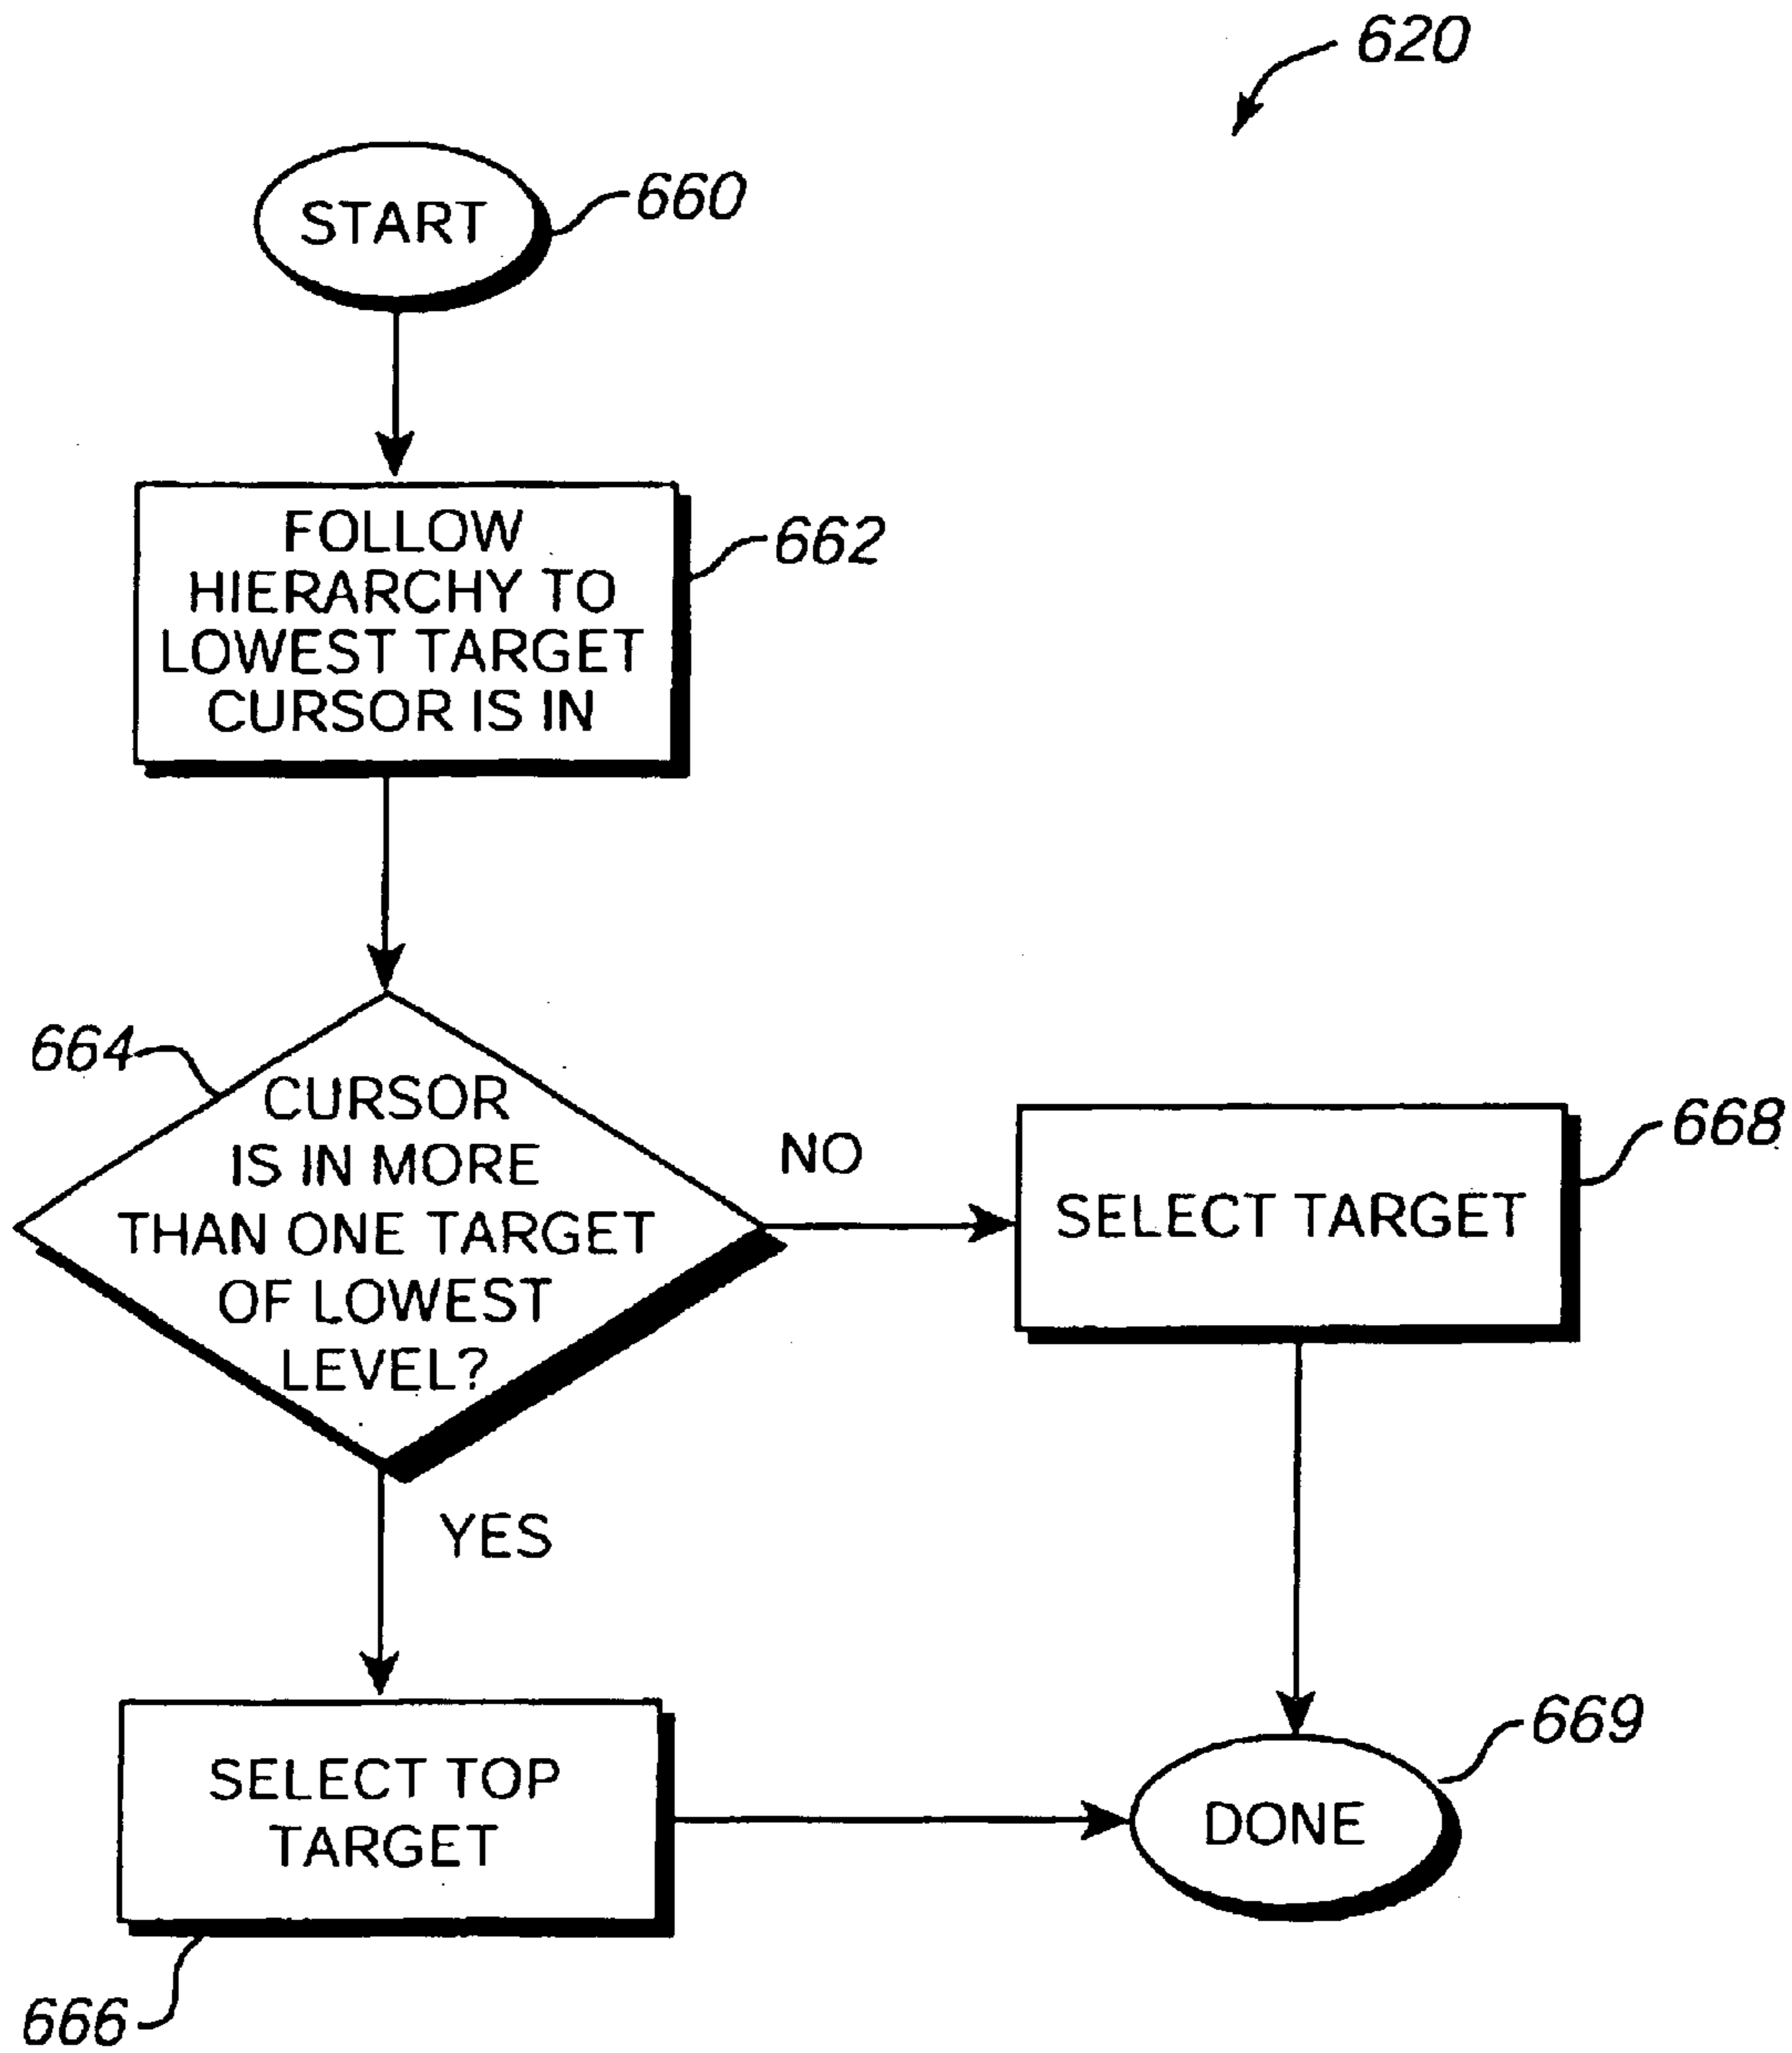 620
START
660
FOLLOW
HIERARCHY TO
LOWEST TARGET
CURSOR IS IN
662
664
CURSOR
IS IN MORE
THAN ONE TARGET
OF LOWEST
LEVEL?
NO
SELECT TARGET
668
YES
SELECT TOP
TARGET
666
DONE
669